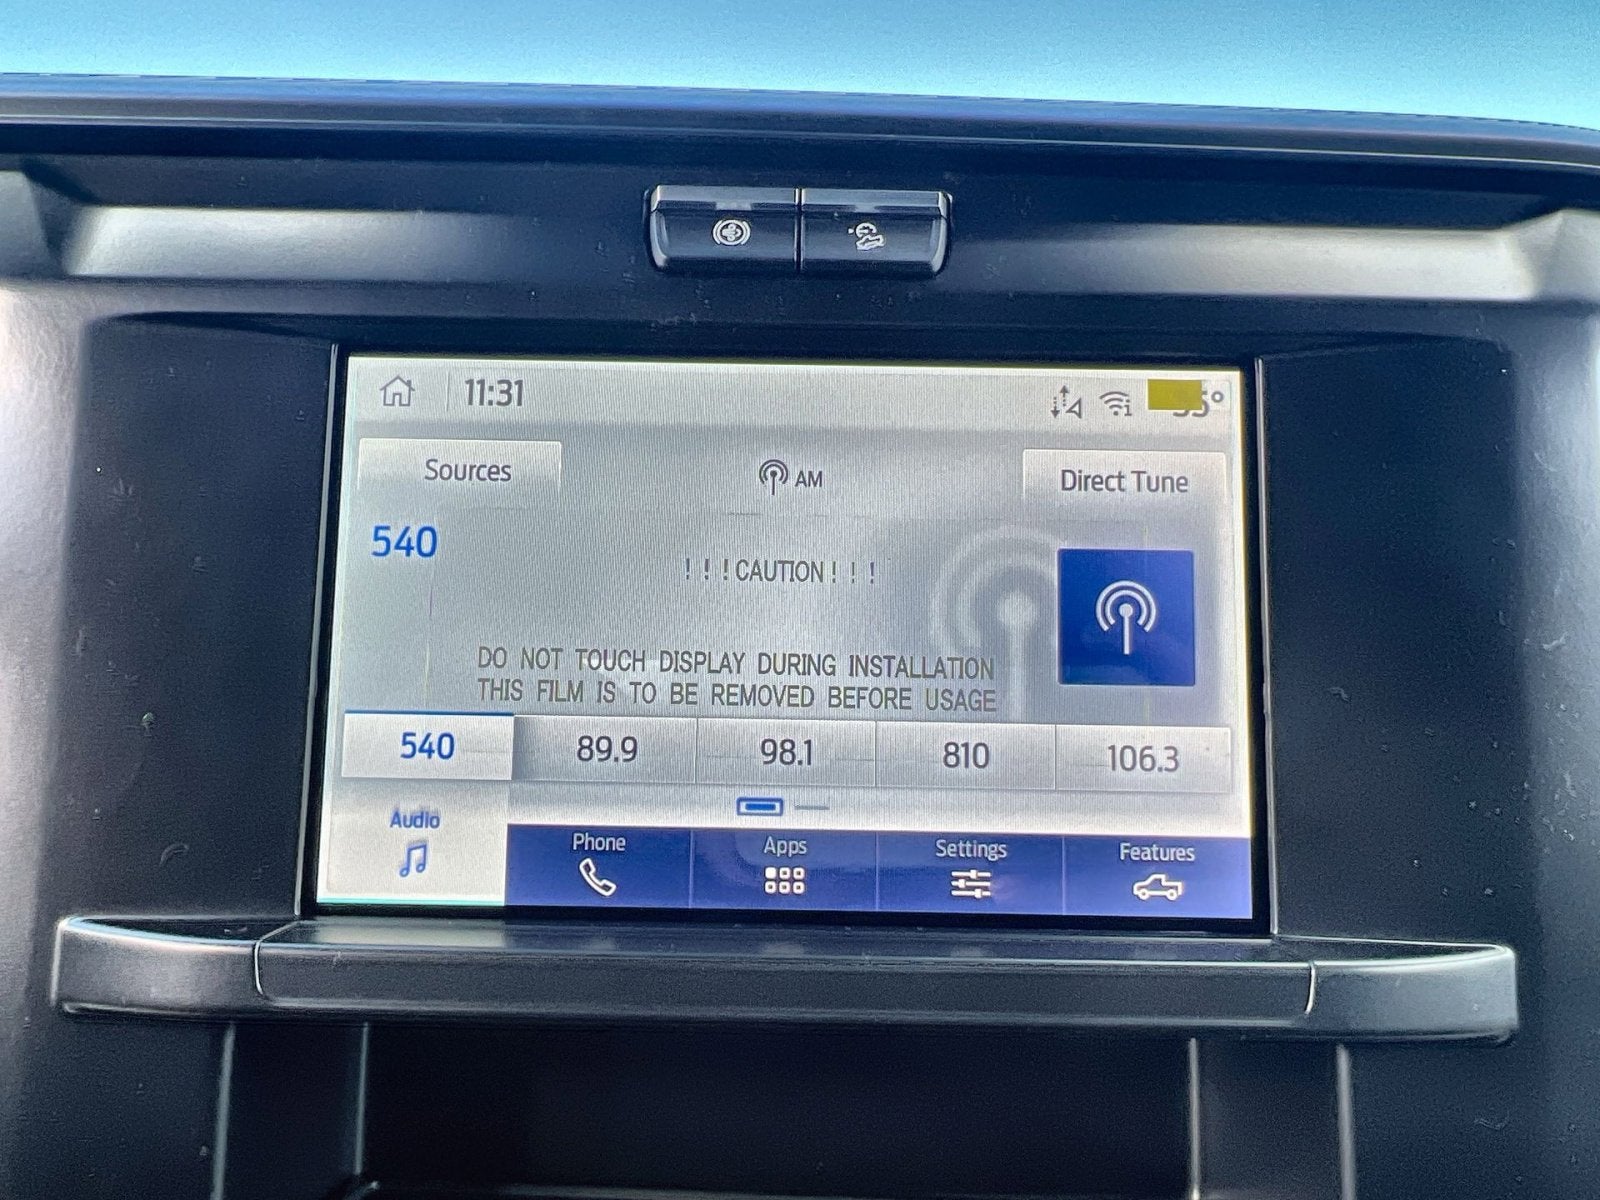 11:31
Sources
AM
Direct Tune
540
!!!CAUTION!!!
DO NOT TOUCH DISPLAY DURING INSTALLATION
THIS FILM IS TO BE REMOVED BEFORE USAGE
540 89.9 98.1 810 106.3
Audio Phone Apps Settings Features